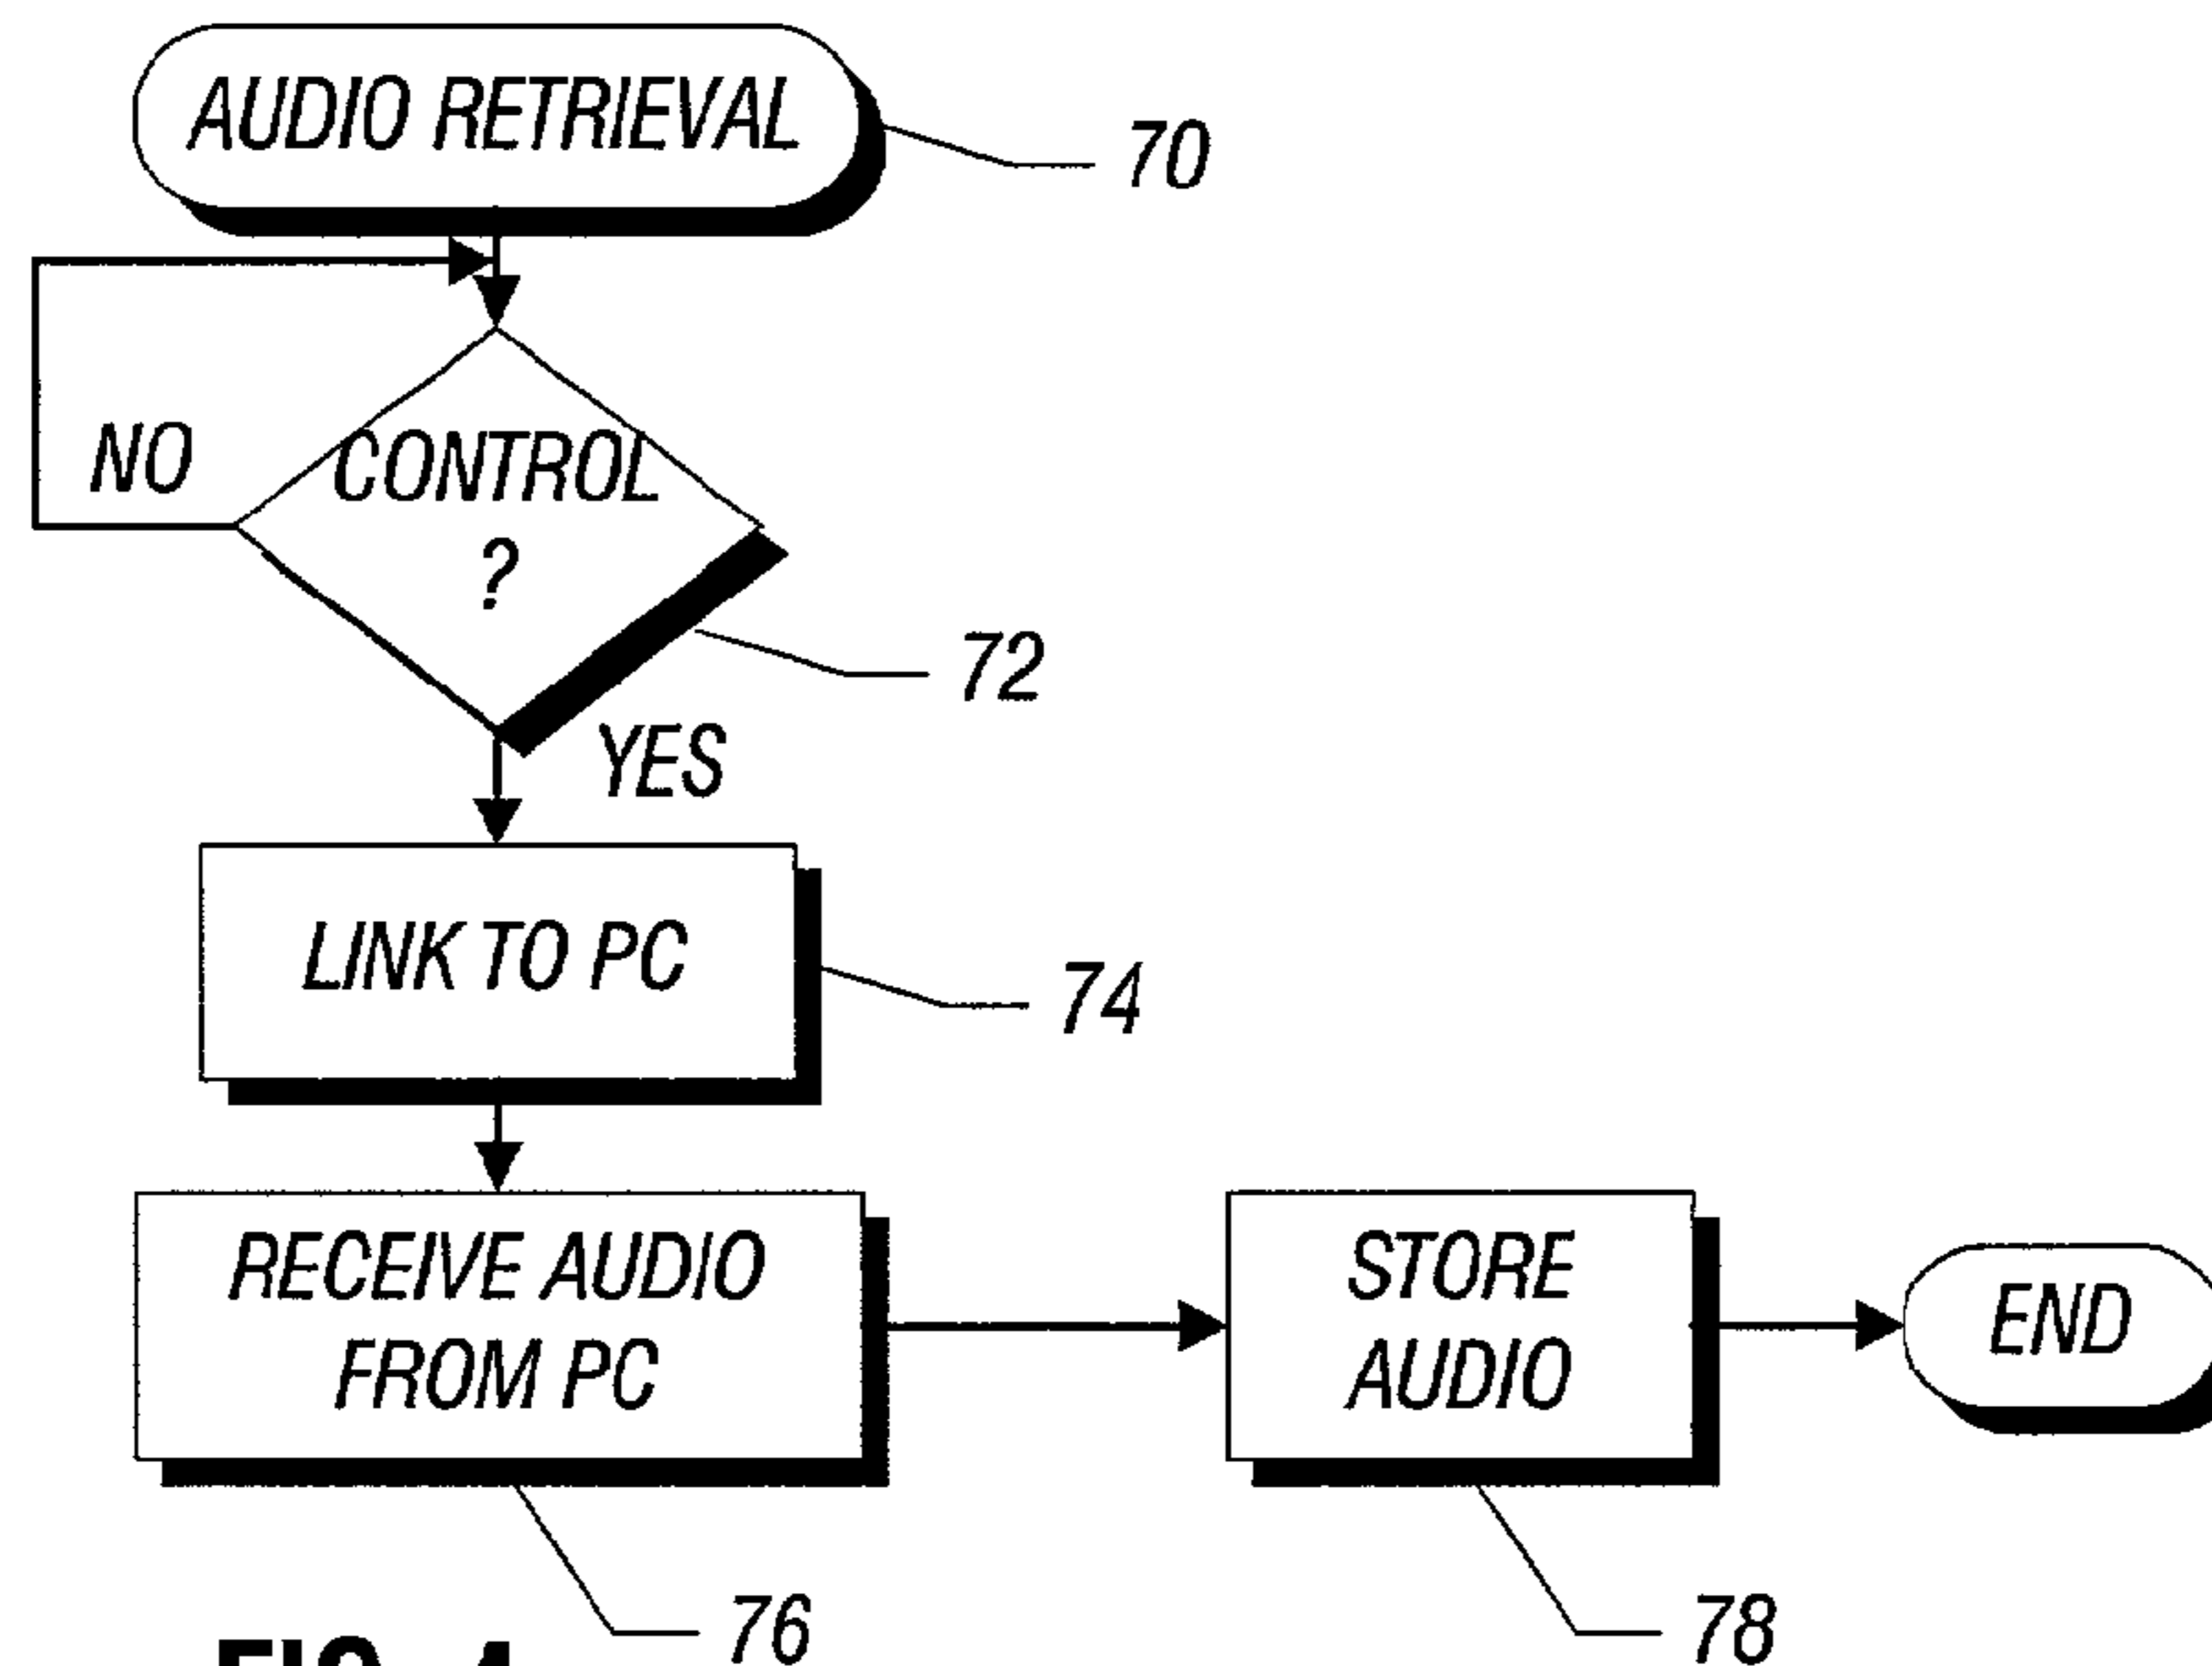 AUDIO RETRIEVAL
70
NO
CONTROL
?
72
YES
LINK TO PC
74
RECEIVE AUDIO
FROM PC
76
STORE
AUDIO
78
END